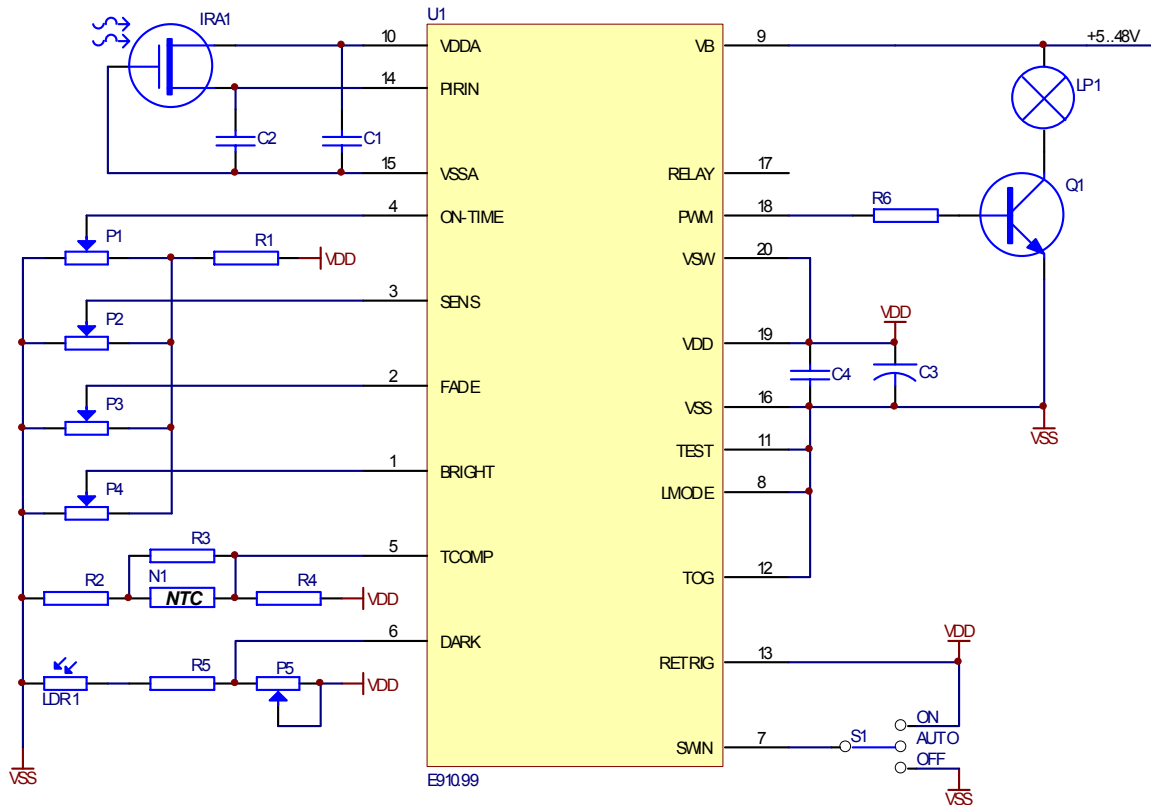 U1
IRA1
10 VDDA VB 9 +5..48V
LP1
14 PIRIN
C2 C1
15 VSSA RELAY 17
Q1
4 ON-TIME PWM 18 R6
P1 R1 VDD VSW 20
3 SENS
P2 VDD 19 VDD
C4 C3
2 FADE
P3 VSS 16 VSS
TEST 11
1 BRIGHT
P4 LMODE 8
R3 5 TCOMP
TOG 12
R2 N1 NTC R4 VDD
6 DARK VDD
RETRIG 13
LDR1 R5 P5 VDD
ON
S1 AUTO
SWIN 7
OFF
VSS E910.99 VSS